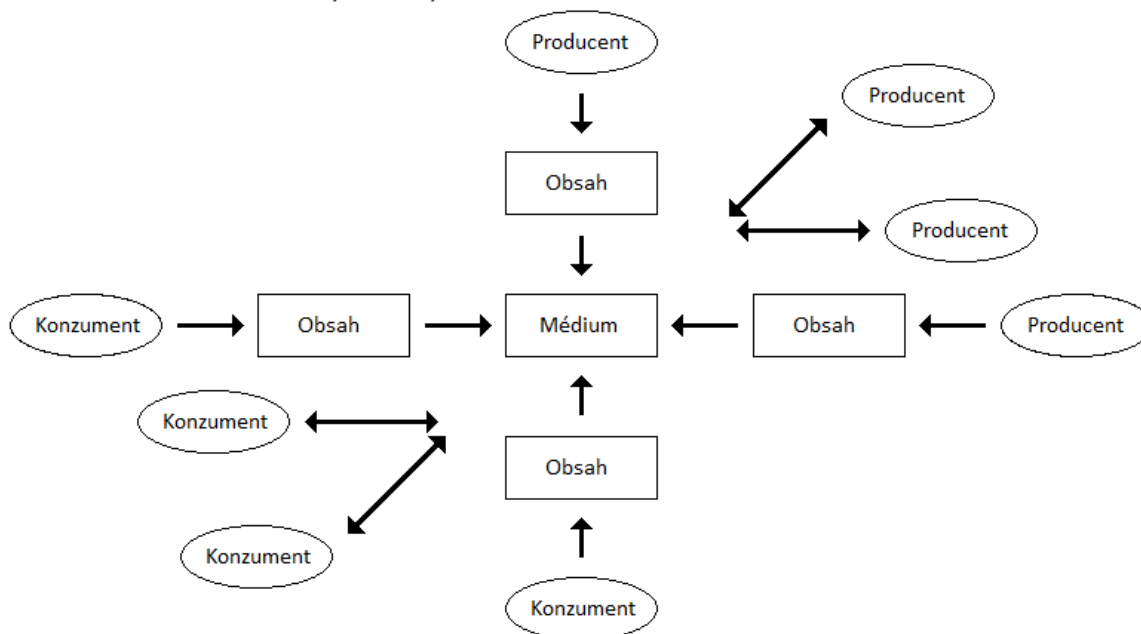 Producent
Producent
Obsah
Producent
Konzument
Obsah
Médium
Obsah
Producent
Konzument
Obsah
Konzument
Konzument